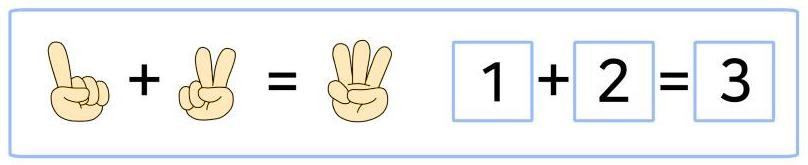 + = 1 + 2 = 3